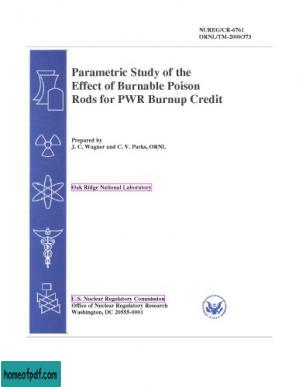 NUREG/CR-6761
ORNL/TM-2000/373
Parametric Study of the
Effect of Burnable Poison
Rods for PWR Burnup Credit
Prepared by
J. C. Wagner and C. V. Parks, ORNL
Oak Ridge National Laboratory
U.S. Nuclear Regulatory Commission
Office of Nuclear Regulatory Research
Washington, DC 20555-0001
homeofpdf.com